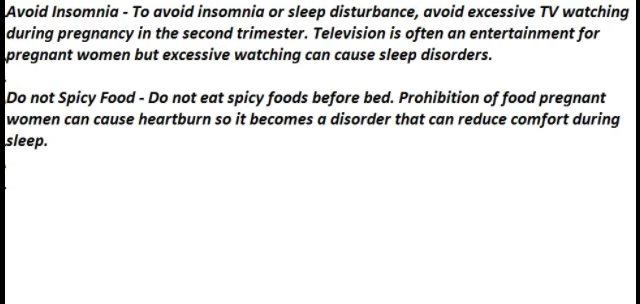 Avoid Insomnia - To avoid insomnia or sleep disturbance, avoid excessive TV watching
during pregnancy in the second trimester. Television is often an entertainment for
pregnant women but excessive watching can cause sleep disorders.
.
Do not Spicy Food - Do not eat spicy foods before bed. Prohibition of food pregnant
women can cause heartburn so it becomes a disorder that can reduce comfort during
sleep.
.
.